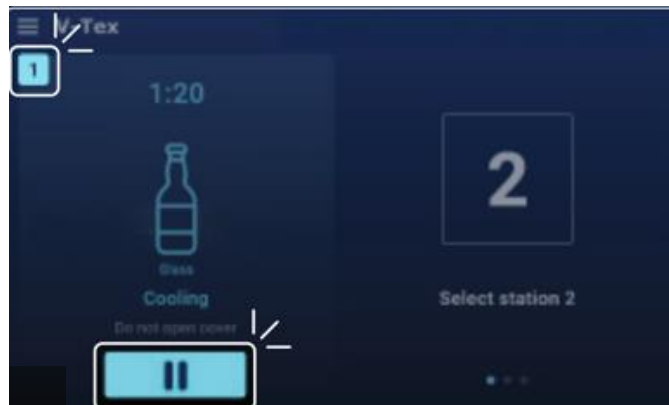 V-Tex
1
1:20
2
Glass
Cooling
Select station 2
Do not open cover